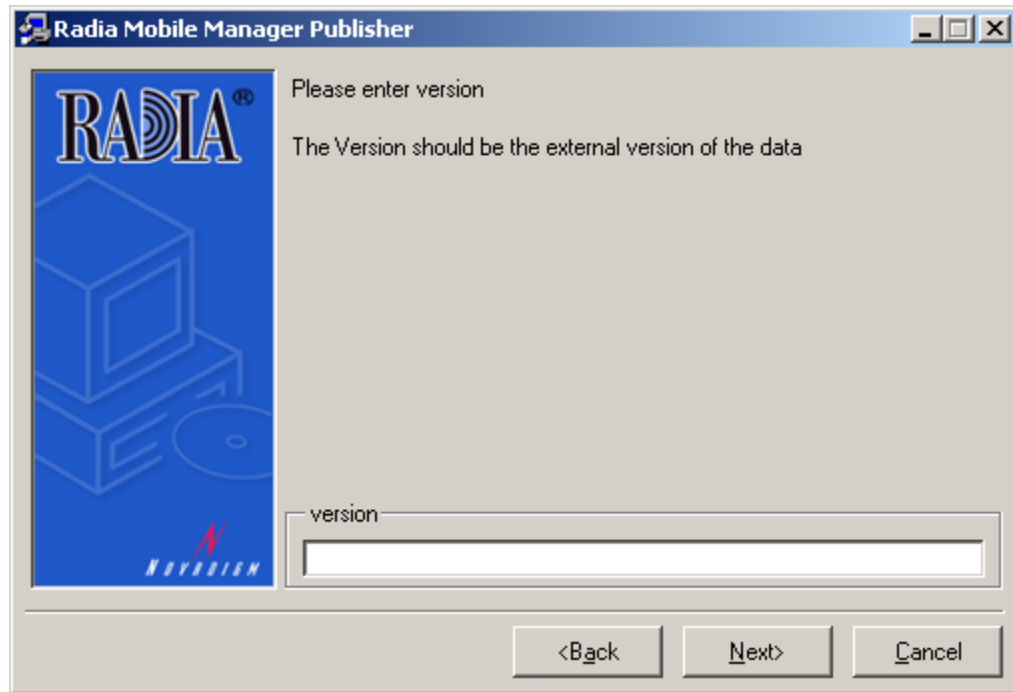 Radia Mobile Manager Publisher
RADIA®
Please enter version
The Version should be the external version of the data
version
NOVADIGM
<Back
Next>
Cancel